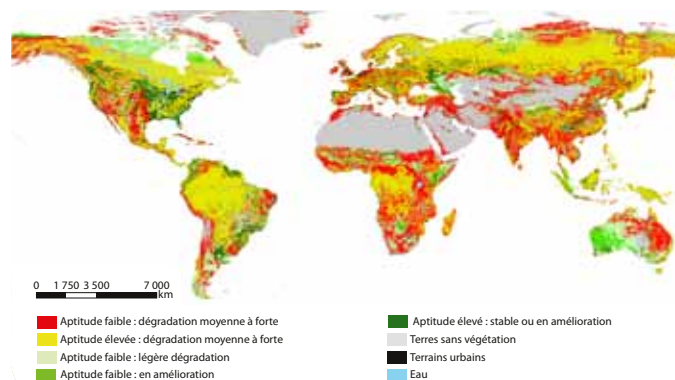 0 1 750 3 500 7 000
km
Aptitude faible : dégradation moyenne à forte
Aptitude élevée : dégradation moyenne à forte
Aptitude faible : légère dégradation
Aptitude faible : en amélioration
Aptitude élevé : stable ou en amélioration
Terres sans végétation
Terrains urbains
Eau